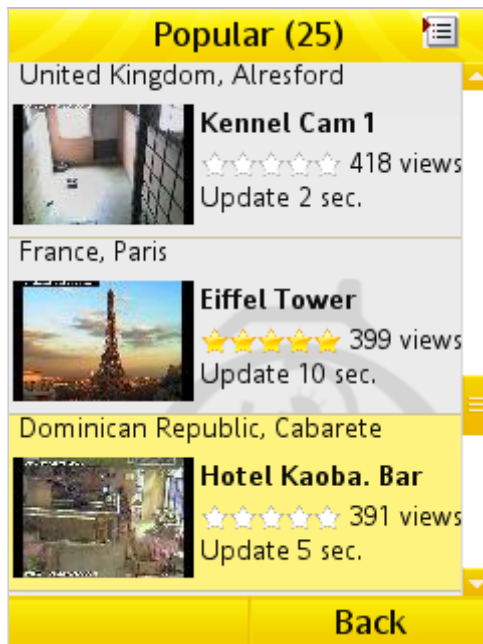 Popular (25)
United Kingdom, Alresford
Kennel Cam 1
418 views
Update 2 sec.
France, Paris
Eiffel Tower
399 views
Update 10 sec.
Dominican Republic, Cabarete
Hotel Kaoba. Bar
391 views
Update 5 sec.
Back